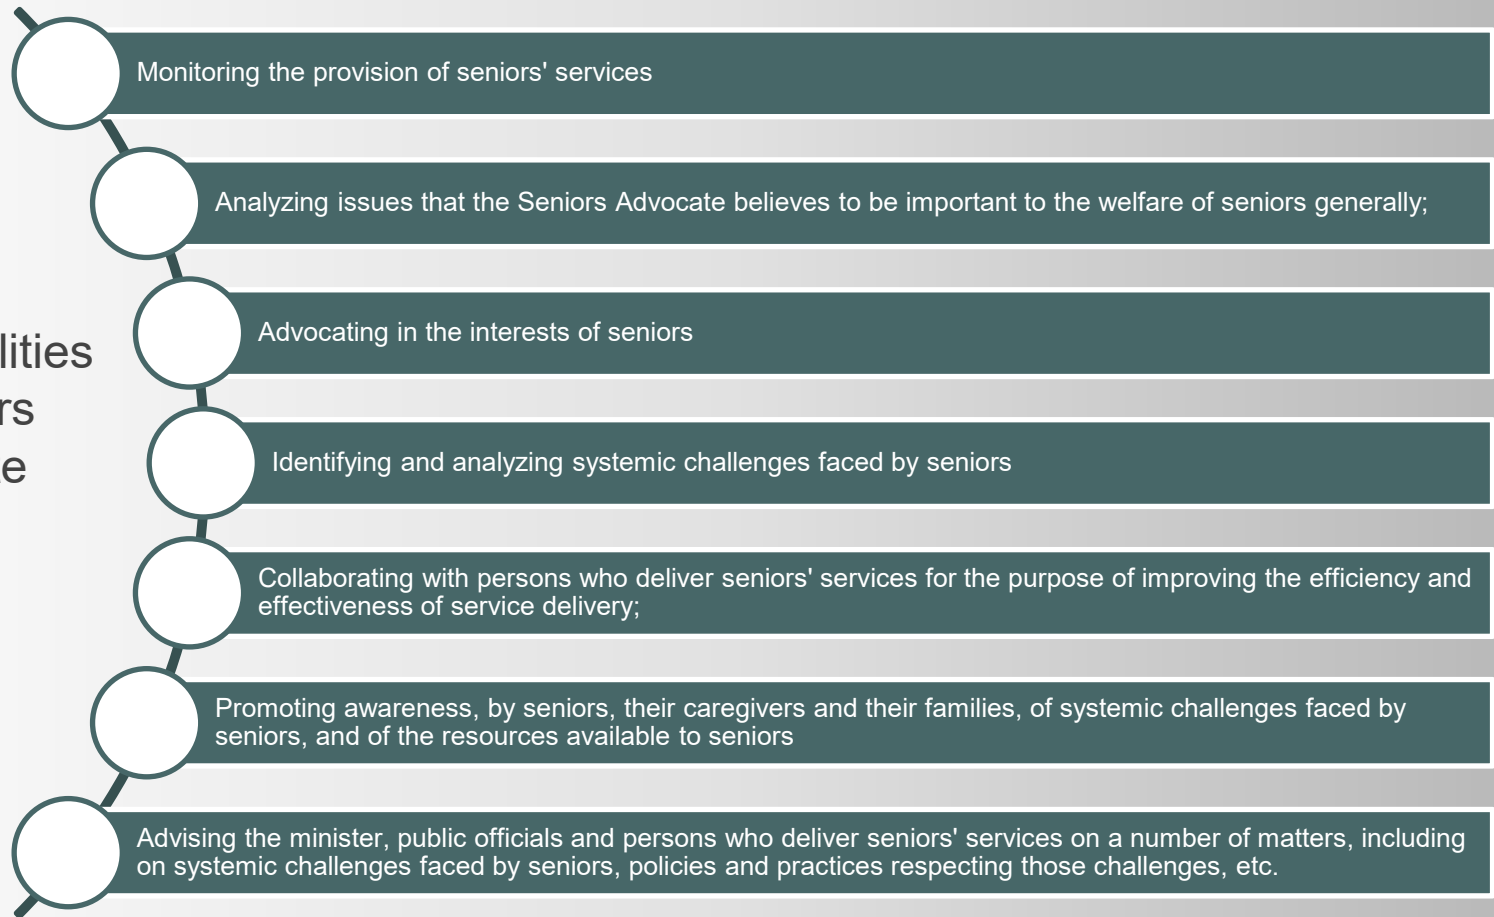 Monitoring the provision of seniors' services
Analyzing issues that the Seniors Advocate believes to be important to the welfare of seniors generally;
Advocating in the interests of seniors
Identifying and analyzing systemic challenges faced by seniors
Collaborating with persons who deliver seniors' services for the purpose of improving the efficiency and
effectiveness of service delivery;
Promoting awareness, by seniors, their caregivers and their families, of systemic challenges faced by
seniors, and of the resources available to seniors
Advising the minister, public officials and persons who deliver seniors' services on a number of matters, including
on systemic challenges faced by seniors, policies and practices respecting those challenges, etc.